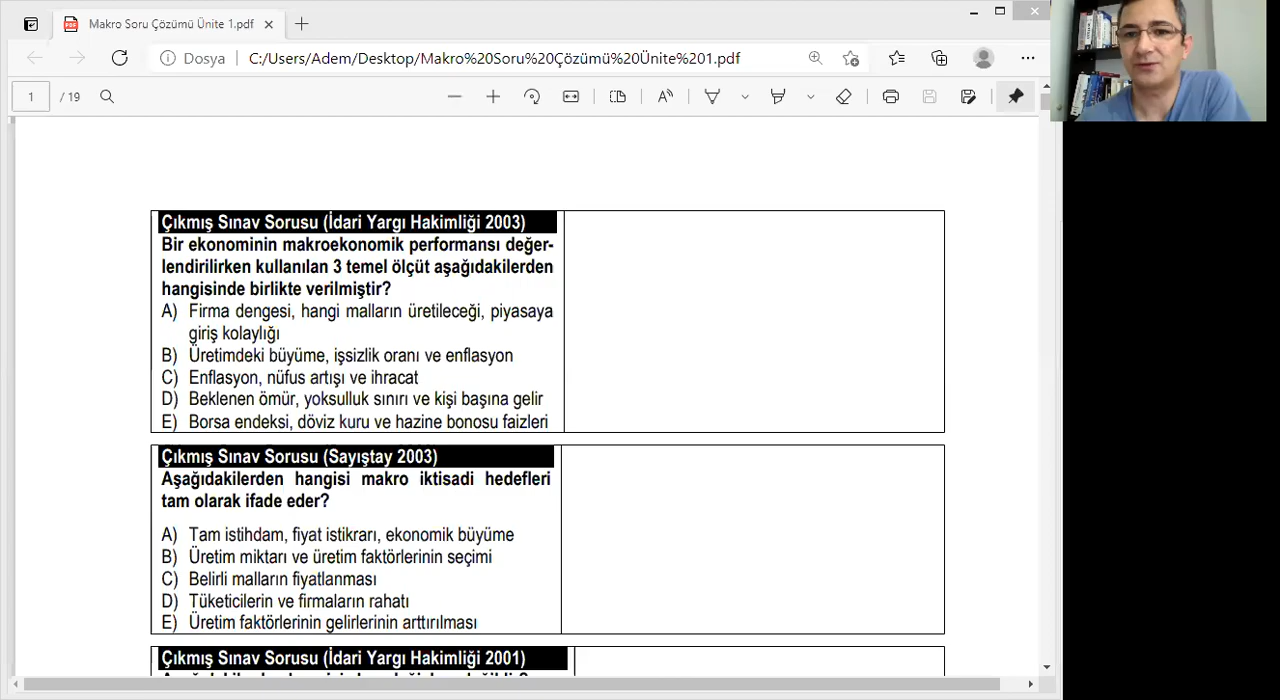 Makro Soru Çözümü Ünite 1.pdf
Dosya
C:/Users/Adem/Desktop/Makro%20Soru%20Çözümü%20Ünite%201.pdf
1 / 19
Çıkmış Sınav Sorusu (İdari Yargı Hakimliği 2003)
Bir ekonominin makroekonomik performansı değer-
lendirilirken kullanılan 3 temel ölçüt aşağıdakilerden
hangisinde birlikte verilmiştir?
A) Firma dengesi, hangi malların üretileceği, piyasaya
giriş kolaylığı
B) Üretimdeki büyüme, işsizlik oranı ve enflasyon
C) Enflasyon, nüfus artışı ve ihracat
D) Beklenen ömür, yoksulluk sınırı ve kişi başına gelir
E) Borsa endeksi, döviz kuru ve hazine bonosu faizleri
Çıkmış Sınav Sorusu (Sayıştay 2003)
Aşağıdakilerden hangisi makro iktisadi hedefleri
tam olarak ifade eder?
A) Tam istihdam, fiyat istikrarı, ekonomik büyüme
B) Üretim miktarı ve üretim faktörlerinin seçimi
C) Belirli malların fiyatlanması
D) Tüketicilerin ve firmaların rahatı
E) Üretim faktörlerinin gelirlerinin arttırılması
Çıkmış Sınav Sorusu (İdari Yargı Hakimliği 2001)